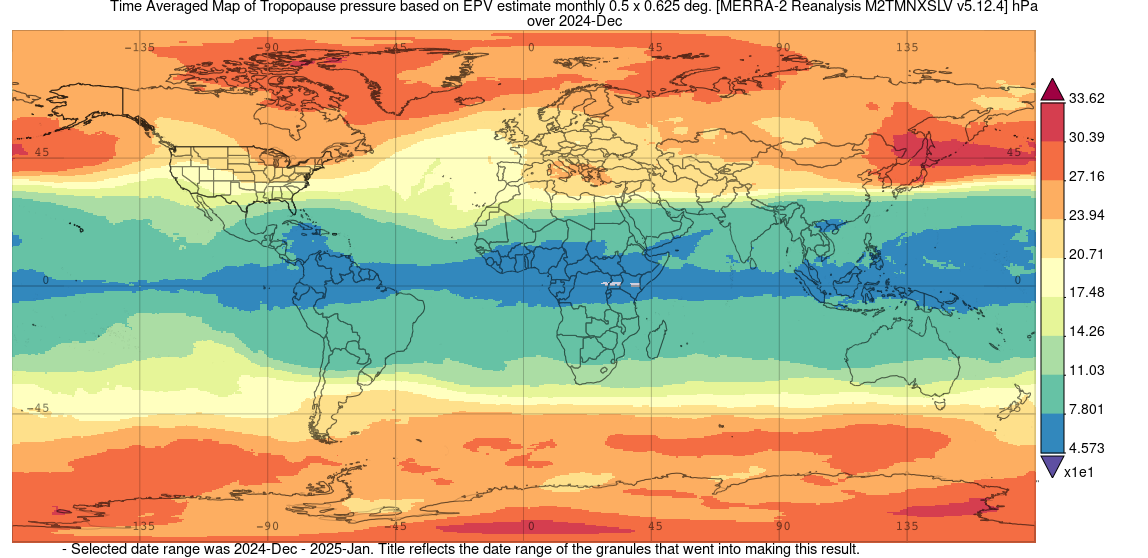 Time Averaged Map of Tropopause pressure based on EPV estimate monthly 0.5 x 0.625 deg. [MERRA-2 Reanalysis M2TMNXSLV v5.12.4] hPa
over 2024-Dec
-135 -90 -45 0 45 90 135
33.62
30.39
45 45
27.16
23.94
20.71
0 0
17.48
14.26
11.03
-45
7.801
4.573
x1e1
-135 -90 -45 0 45 90 135
- Selected date range was 2024-Dec - 2025-Jan. Title reflects the date range of the granules that went into making this result.